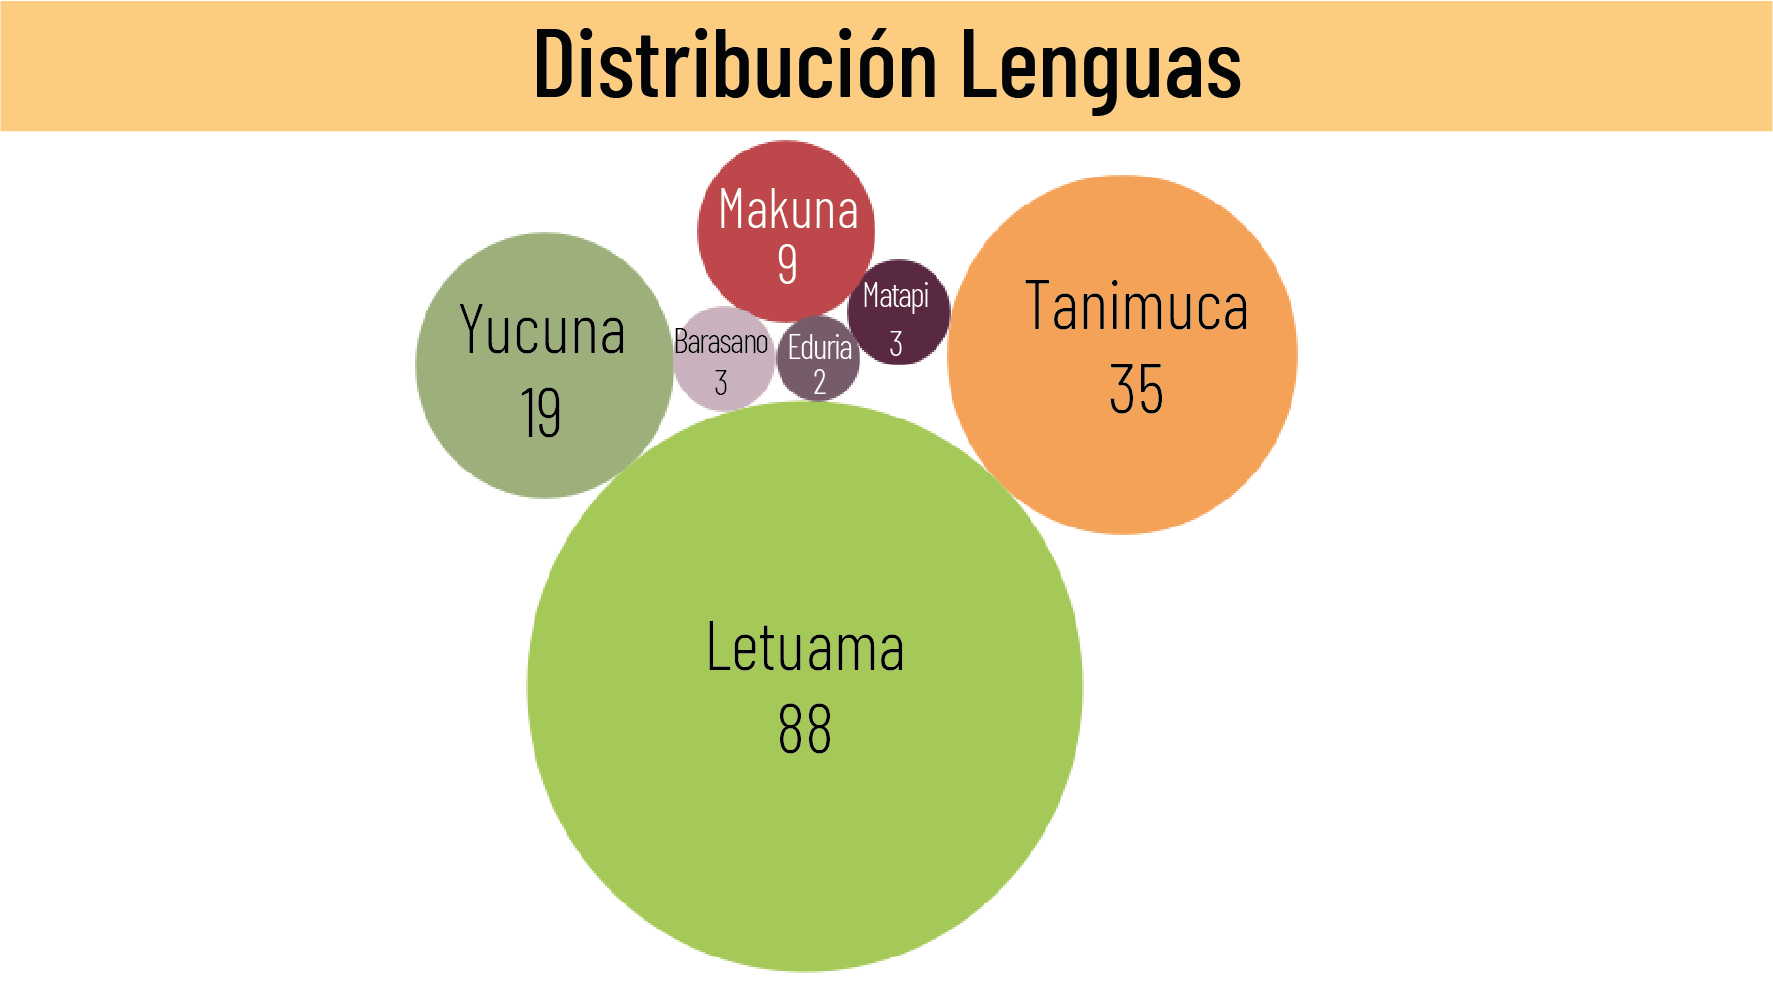 Distribución Lenguas
Makuna
9
Matapi
3
Tanimuca
35
Yucuna
19
Barasano
3
Eduria
2
Letuama
88